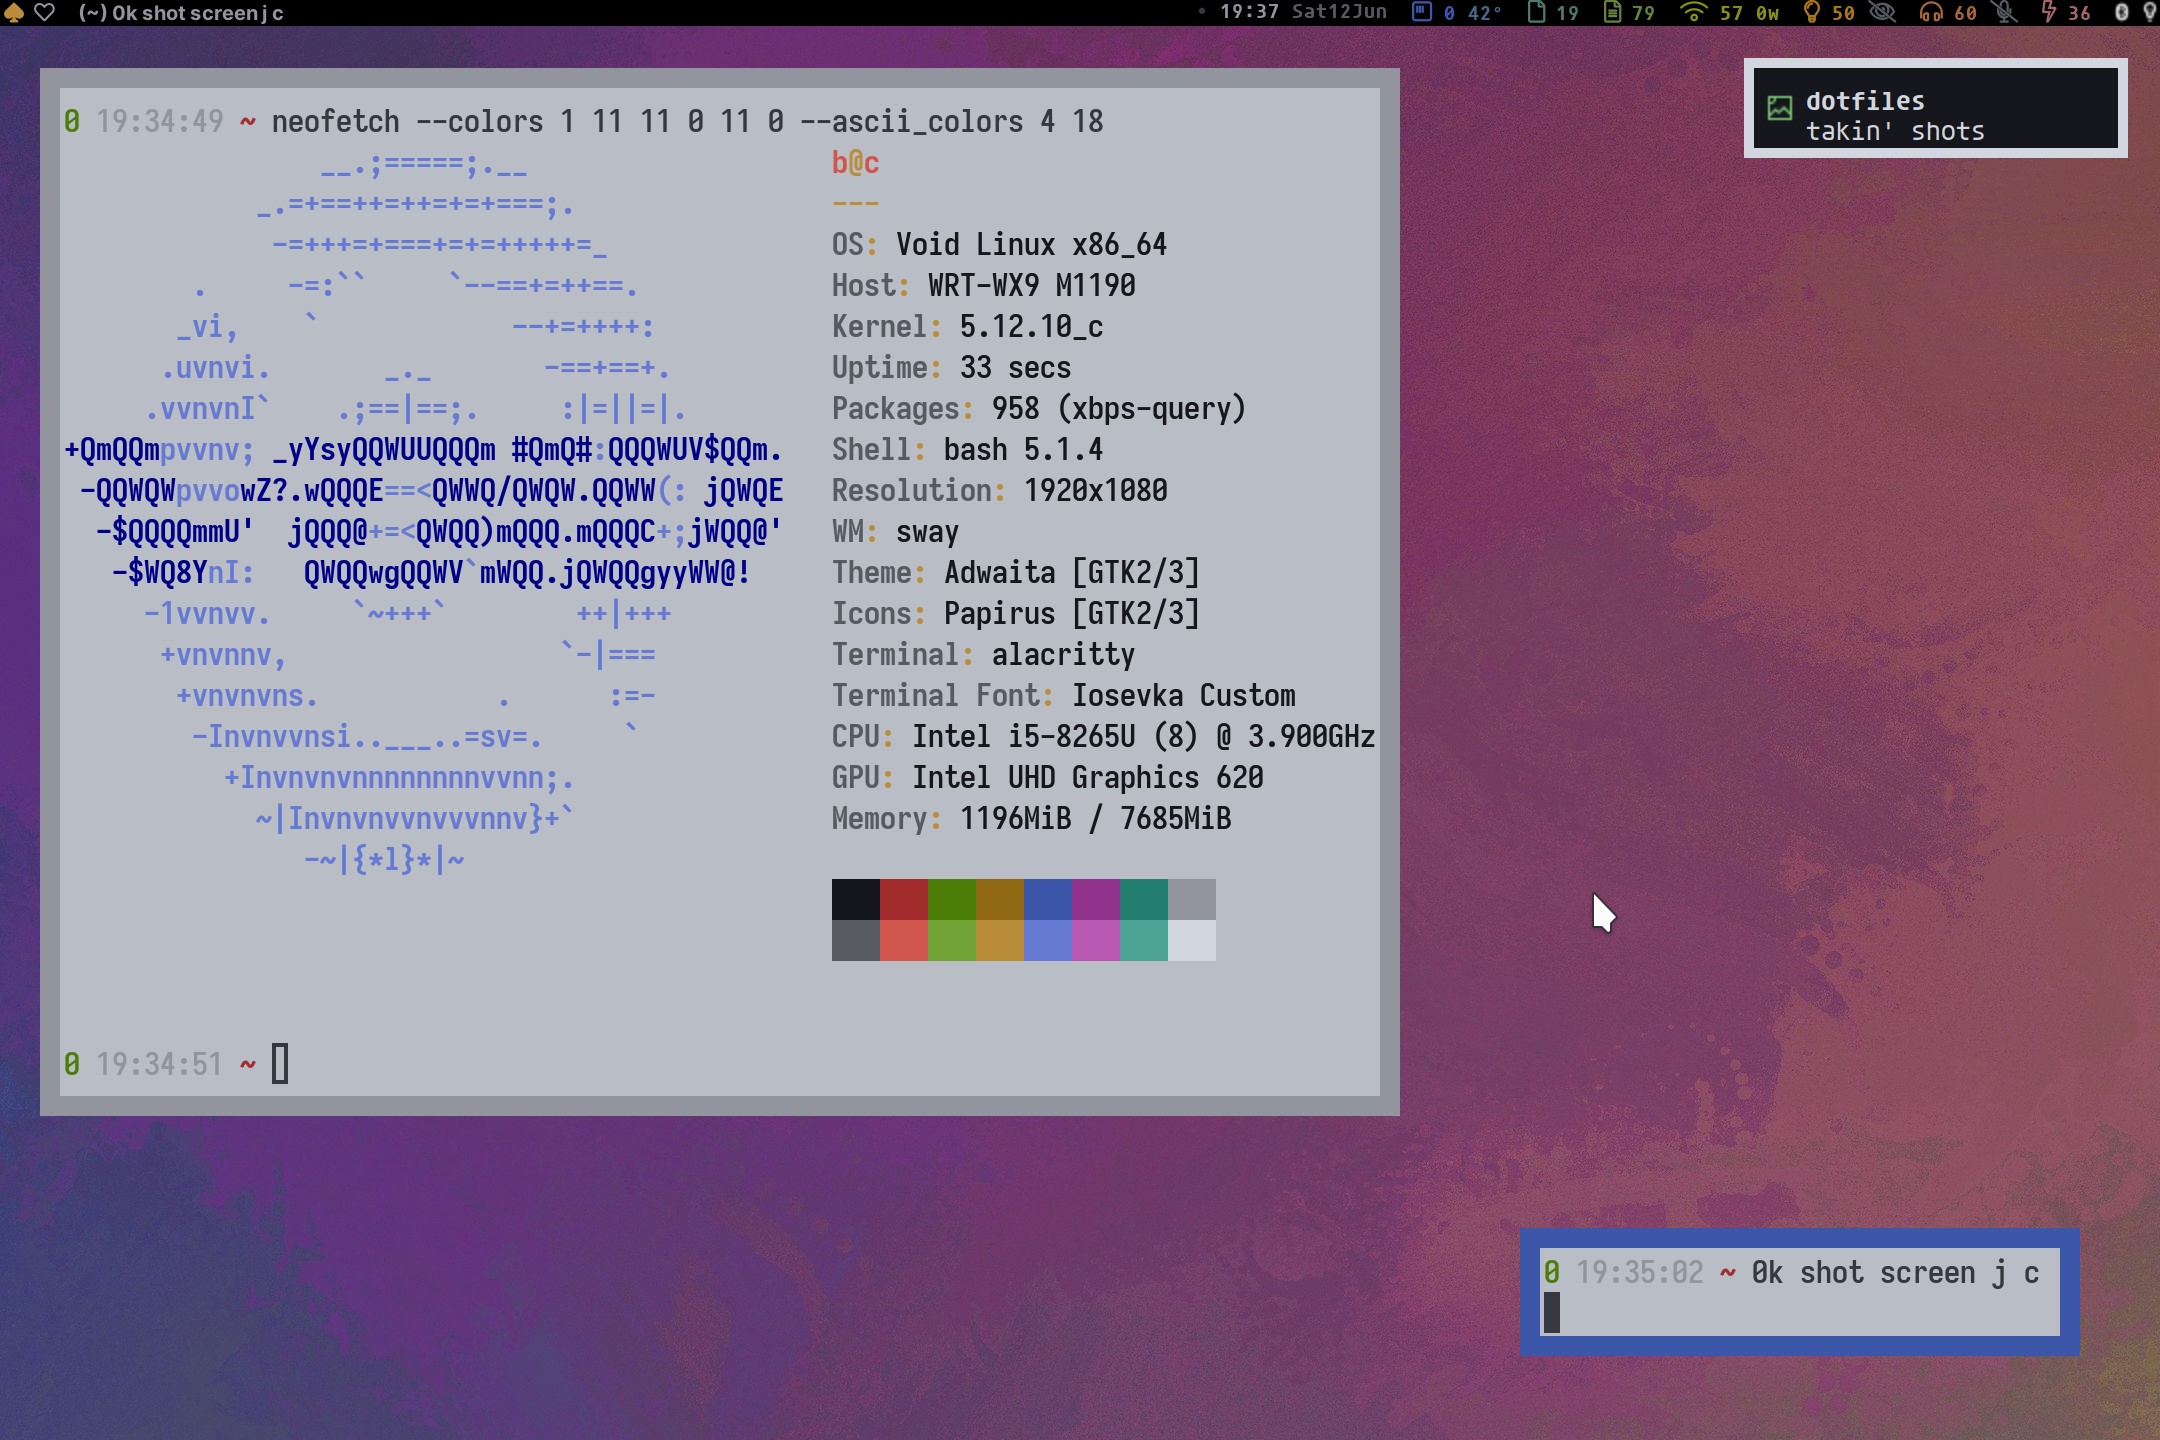 (~) 0k shot screen j c
19:37 Sat12Jun 0 42° 19 79 57 0w 50 60 36
0 19:34:49 ~ neofetch --colors 1 11 11 0 11 0 --ascii_colors 4 18
__.;=====;.__
_.=+==++=++=+=+===;.
-=+++=+===+=+=+++++=_
.     -=:``     `--==+=++==.
_vi,    `            --+=++++:
.uvnvi.       _._       -==+==+.
.vvnvnI`    .;==|==;.     :|=||=|.
+QmQQmpvvnv; _yYsyQQWUUQQQm #QmQ#:QQQWUV$QQm.
-QQWQWpvvowZ?.wQQQE==<QWWQ/QWQW.QQWW(: jQWQE
-$QQQQmmU'  jQQQ@+=<QWQQ)mQQQ.mQQQC+;jWQQ@'
-$WQ8YnI:   QWQQwgQQWV`mWQQ.jQWQQgyyWW@!
-1vvnvv.     `~+++`        ++|+++
+vnvnnv,                 `-|===
+vnvnvns.           .      :=-
-Invnvvnsi..___..=sv=.     `
+Invnvnvnnnnnnnnvvnn;.
~|Invnvnvvnvvvnnv}+`
-~|{*l}*|~
b@c
---
OS: Void Linux x86_64
Host: WRT-WX9 M1190
Kernel: 5.12.10_c
Uptime: 33 secs
Packages: 958 (xbps-query)
Shell: bash 5.1.4
Resolution: 1920x1080
WM: sway
Theme: Adwaita [GTK2/3]
Icons: Papirus [GTK2/3]
Terminal: alacritty
Terminal Font: Iosevka Custom
CPU: Intel i5-8265U (8) @ 3.900GHz
GPU: Intel UHD Graphics 620
Memory: 1196MiB / 7685MiB
0 19:34:51 ~
dotfiles
takin' shots
0 19:35:02 ~ 0k shot screen j c